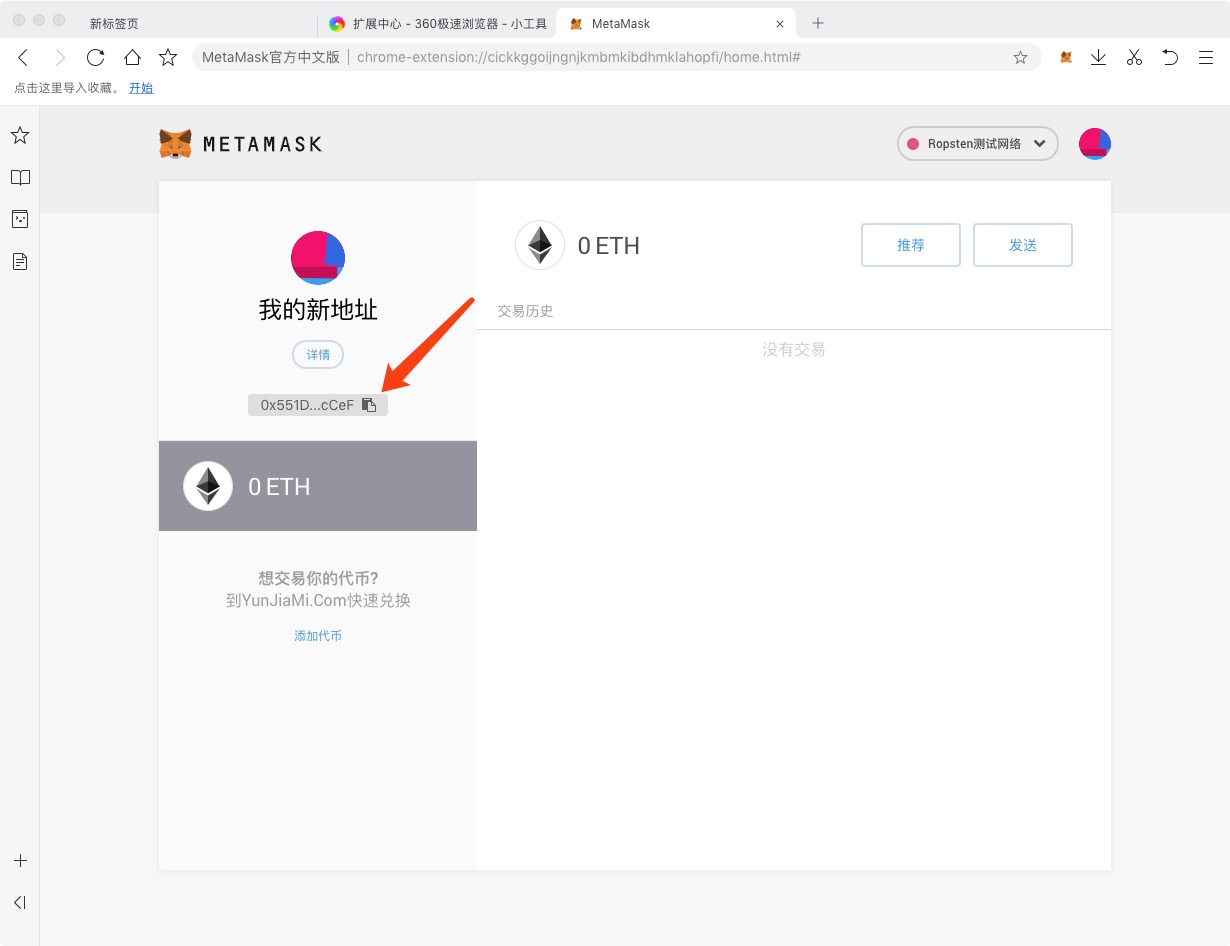 新标签页
扩展中心 - 360极速浏览器 - 小工具
MetaMask
MetaMask官方中文版 chrome-extension://cickkggoijngnjkmbmkibdhmklahopfi/home.html#
点击这里导入收藏。 开始
METAMASK
Ropsten测试网络
我的新地址
详情
0x551D...cCeF
0 ETH
想交易你的代币?
到YunJiaMi.Com快速兑换
添加代币
0 ETH
推荐
发送
交易历史
没有交易